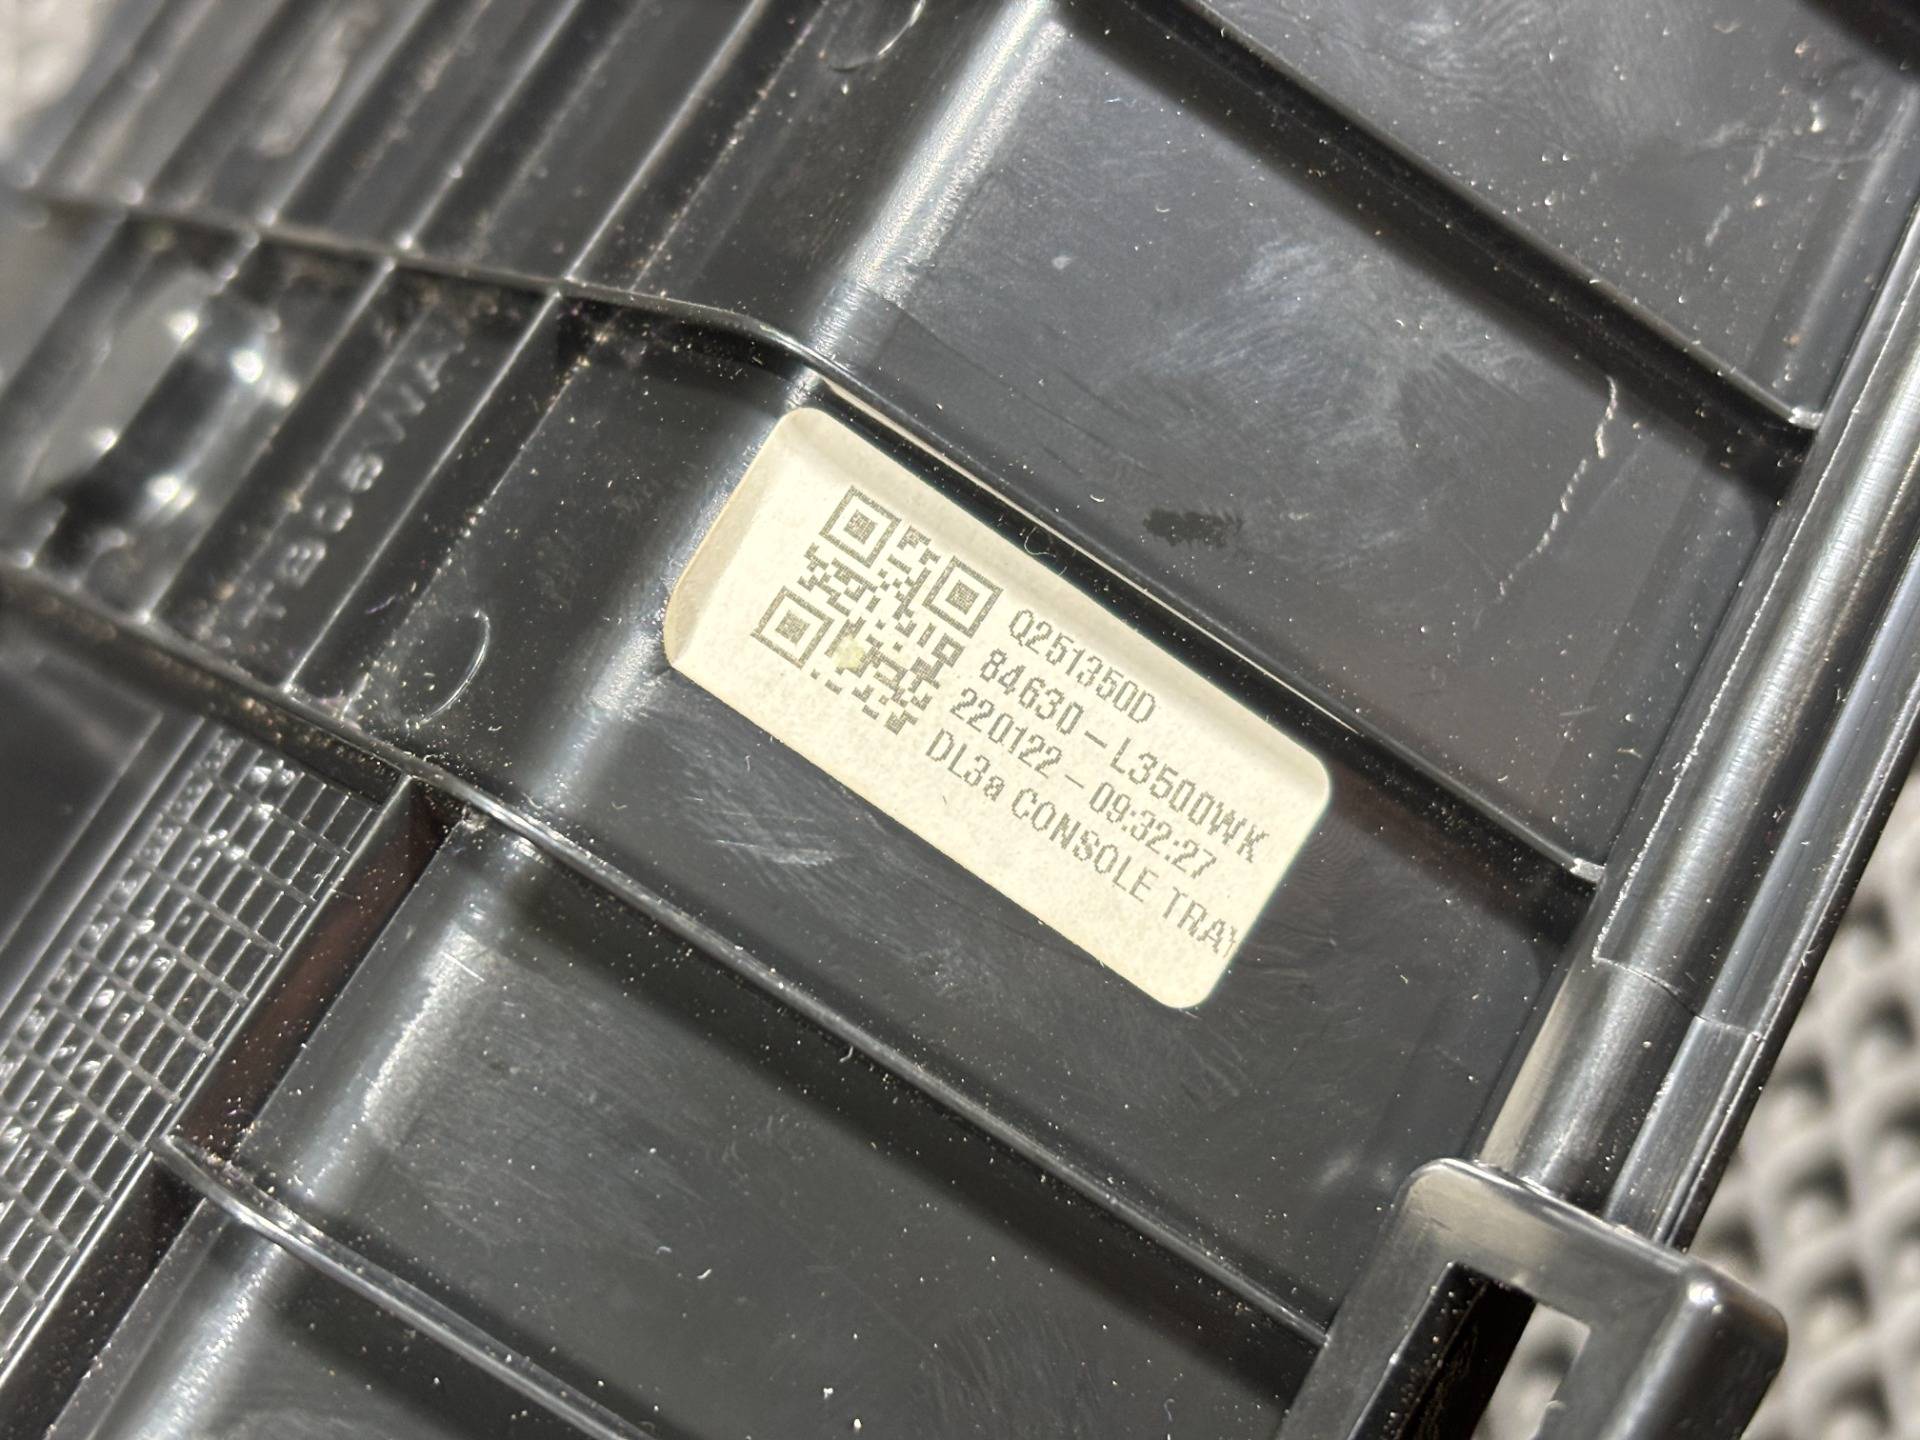 Q251350D
84630-L3500WK
220122-09:32:27
DL3a CONSOLE TRAY